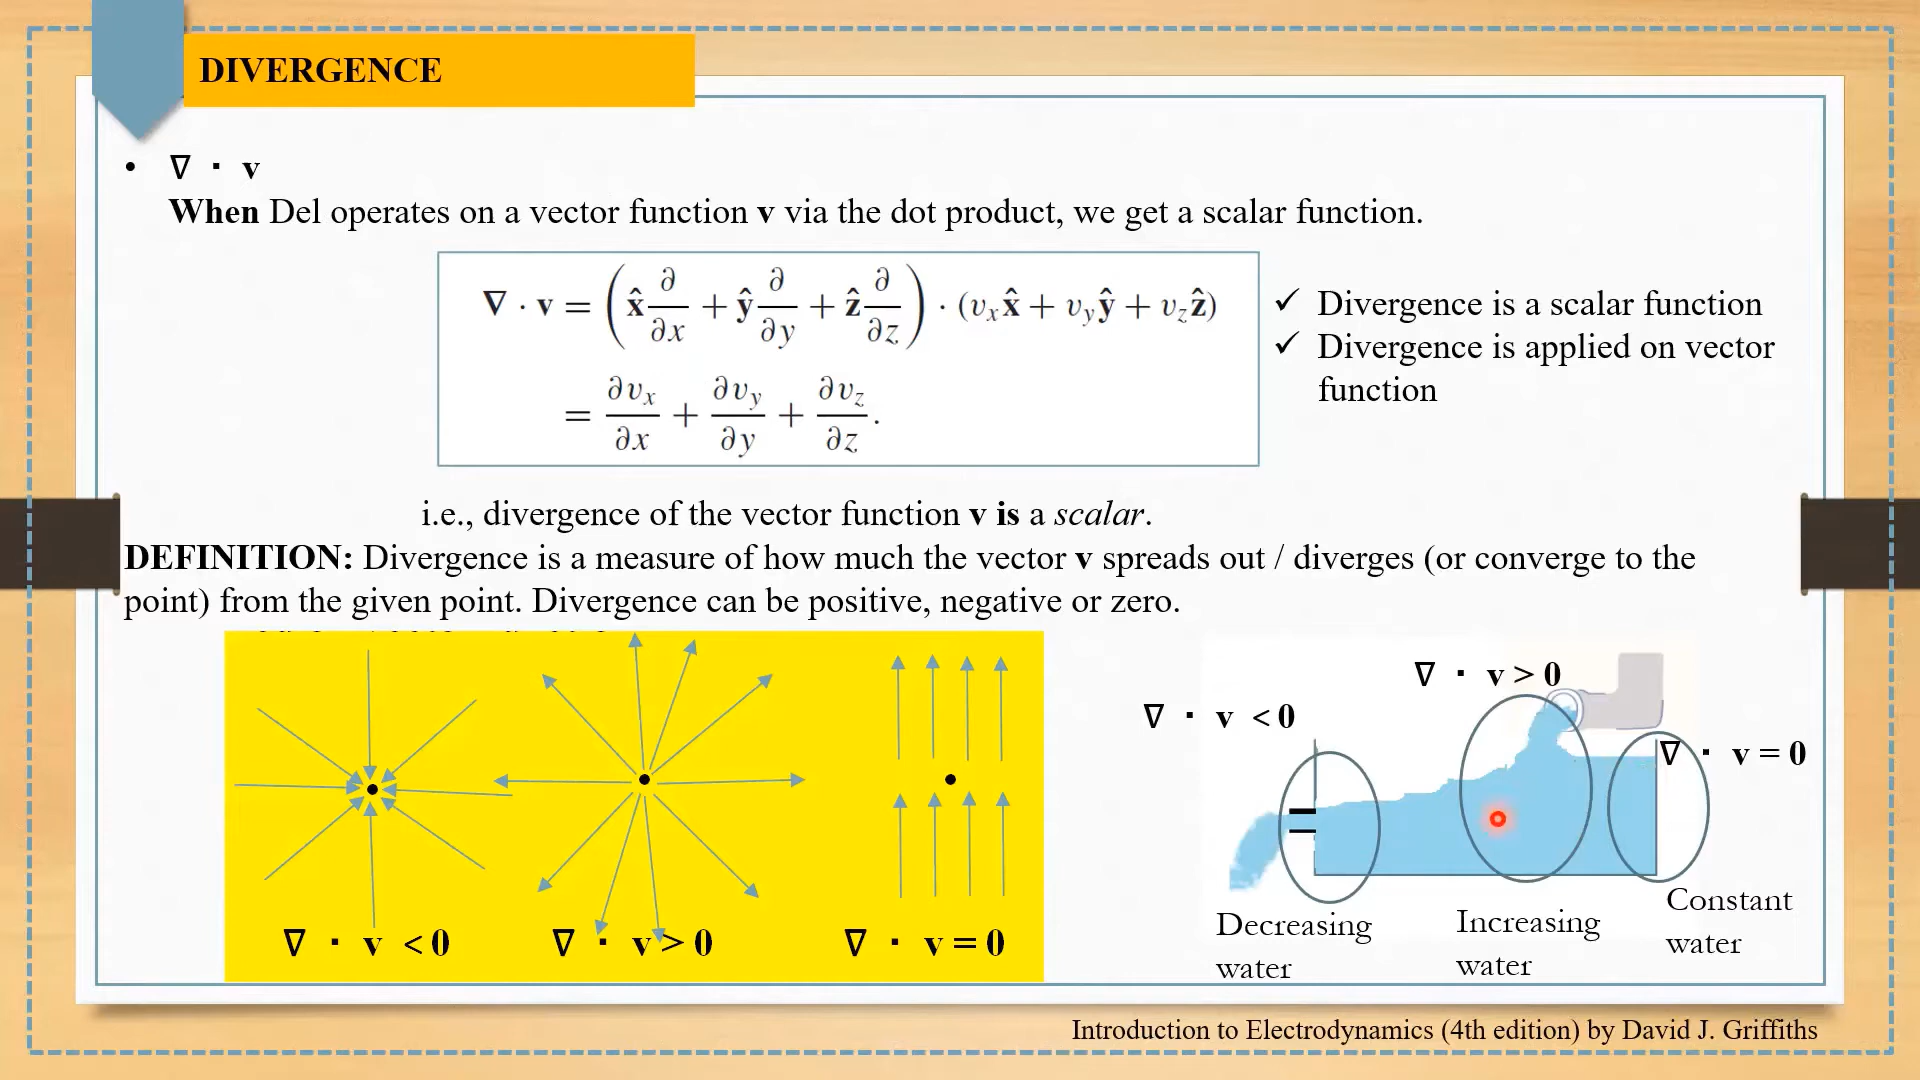 DIVERGENCE
• ∇ · v
When Del operates on a vector function v via the dot product, we get a scalar function.
∇ · v = (x̂ ∂/∂x + ŷ ∂/∂y + ẑ ∂/∂z) · (vₓx̂ + v_yŷ + v_zẑ)
= ∂vₓ/∂x + ∂v_y/∂y + ∂v_z/∂z.
✓ Divergence is a scalar function
✓ Divergence is applied on vector
function
i.e., divergence of the vector function v is a scalar.
DEFINITION: Divergence is a measure of how much the vector v spreads out / diverges (or converge to the
point) from the given point. Divergence can be positive, negative or zero.
∇ · v < 0
∇ · v > 0
∇ · v = 0
∇ · v < 0
∇ · v > 0
∇ · v = 0
Decreasing
water
Increasing
water
Constant
water
Introduction to Electrodynamics (4th edition) by David J. Griffiths